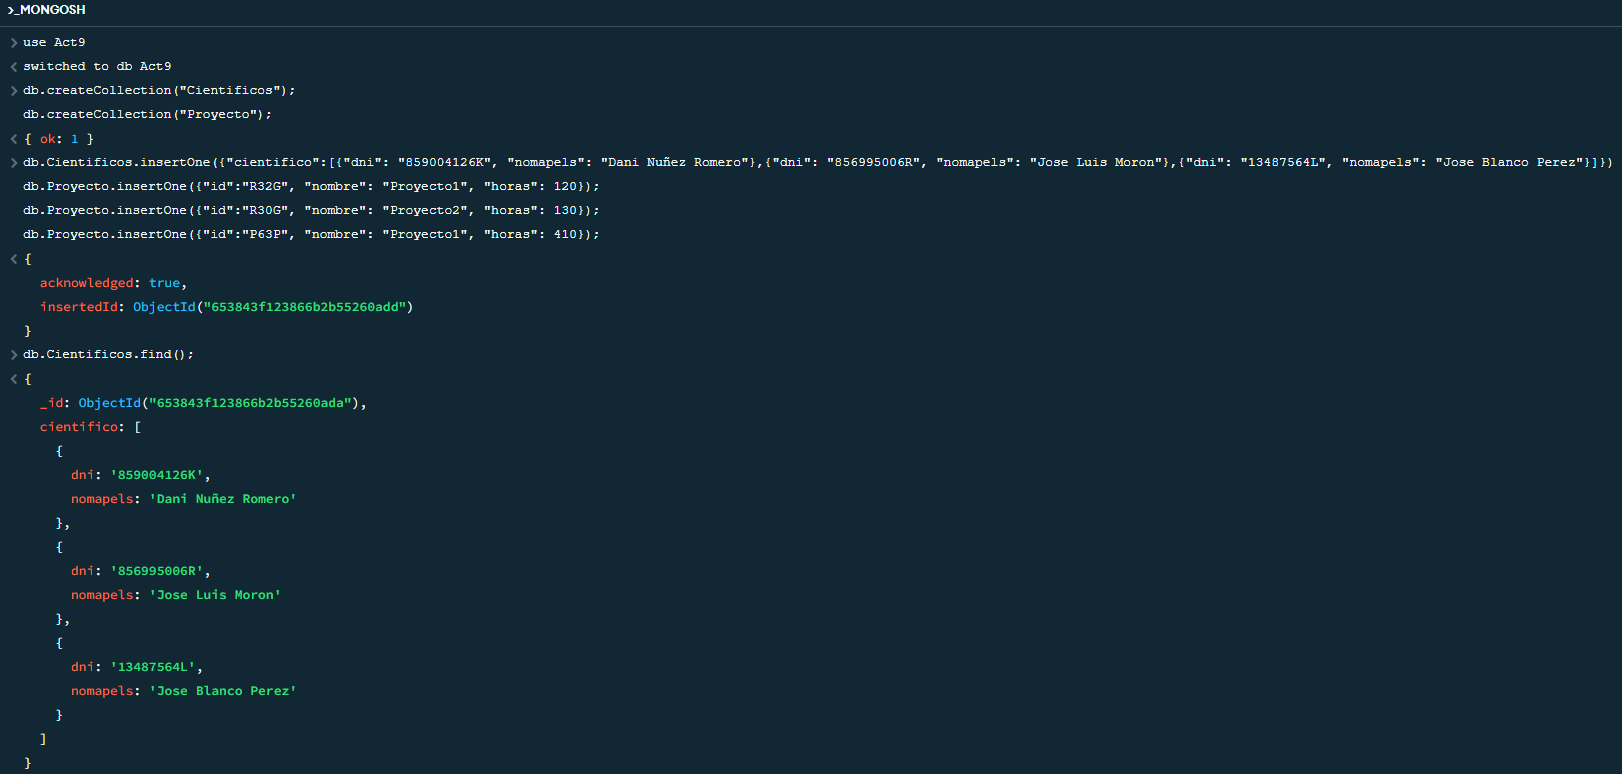 >_MONGOSH
> use Act9
< switched to db Act9
> db.createCollection("Cientificos");
db.createCollection("Proyecto");
< { ok: 1 }
> db.Cientificos.insertOne({"cientifico":[{"dni": "859004126K", "nomapels": "Dani Nuñez Romero"},{"dni": "856995006R", "nomapels": "Jose Luis Moron"},{"dni": "13487564L", "nomapels": "Jose Blanco Perez"}]})
db.Proyecto.insertOne({"id":"R32G", "nombre": "Proyecto1", "horas": 120});
db.Proyecto.insertOne({"id":"R30G", "nombre": "Proyecto2", "horas": 130});
db.Proyecto.insertOne({"id":"P63P", "nombre": "Proyecto1", "horas": 410});
< {
acknowledged: true,
insertedId: ObjectId("653843f123866b2b55260add")
}
> db.Cientificos.find();
< {
_id: ObjectId("653843f123866b2b55260ada"),
cientifico: [
{
dni: '859004126K',
nomapels: 'Dani Nuñez Romero'
},
{
dni: '856995006R',
nomapels: 'Jose Luis Moron'
},
{
dni: '13487564L',
nomapels: 'Jose Blanco Perez'
}
]
}